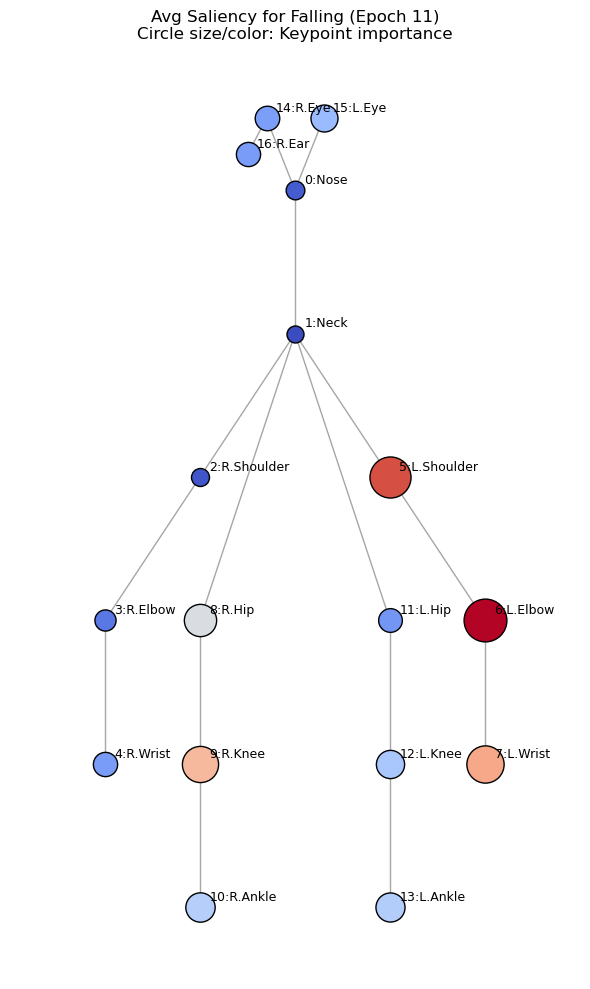 Avg Saliency for Falling (Epoch 11)
Circle size/color: Keypoint importance
14:R.Eye
15:L.Eye
16:R.Ear
0:Nose
1:Neck
2:R.Shoulder
5:L.Shoulder
3:R.Elbow
8:R.Hip
11:L.Hip
6:L.Elbow
4:R.Wrist
9:R.Knee
12:L.Knee
7:L.Wrist
10:R.Ankle
13:L.Ankle